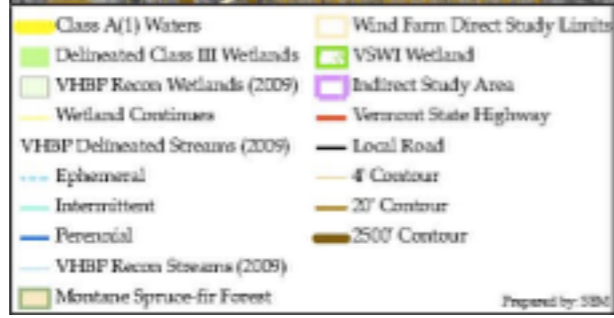 Class A(1) Waters
Delineated Class III Wetlands
VHBP Recon Wetlands (2009)
Wetland Continues
VHBP Delineated Streams (2009)
Ephemeral
Intermittent
Perennial
VHBP Recon Streams (2009)
Montane Spruce-fir Forest
Wind Farm Direct Study Limits
VSWI Wetland
Indirect Study Area
Vermont State Highway
Local Road
4' Contour
20' Contour
2500' Contour
Prepared by: